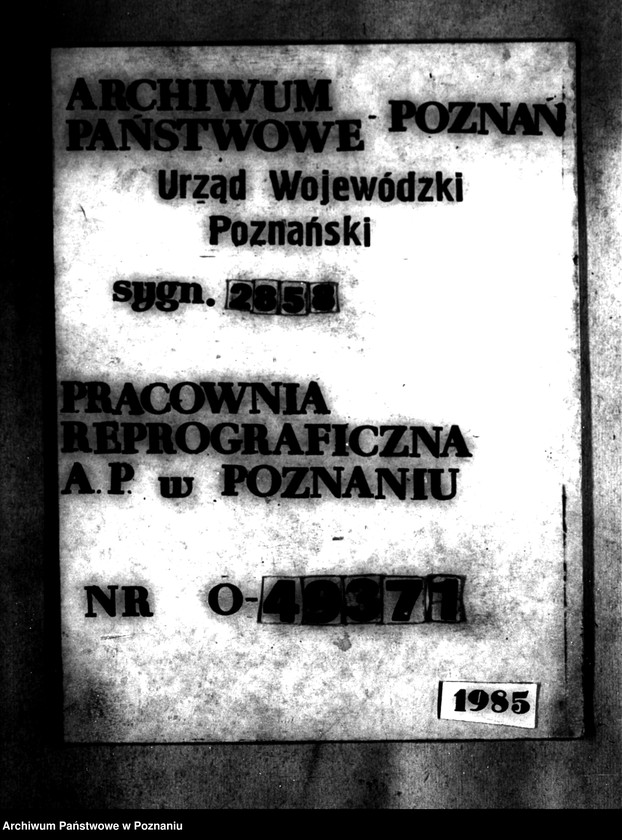 ARCHIWUM
PAŃSTWOWE - POZNAŃ
Urząd Wojewódzki
Poznański
sygn. 2858
PRACOWNIA
REPROGRAFICZNA
A.P. w POZNANIU
NR O-49371
1985
Archiwum Państwowe w Poznaniu